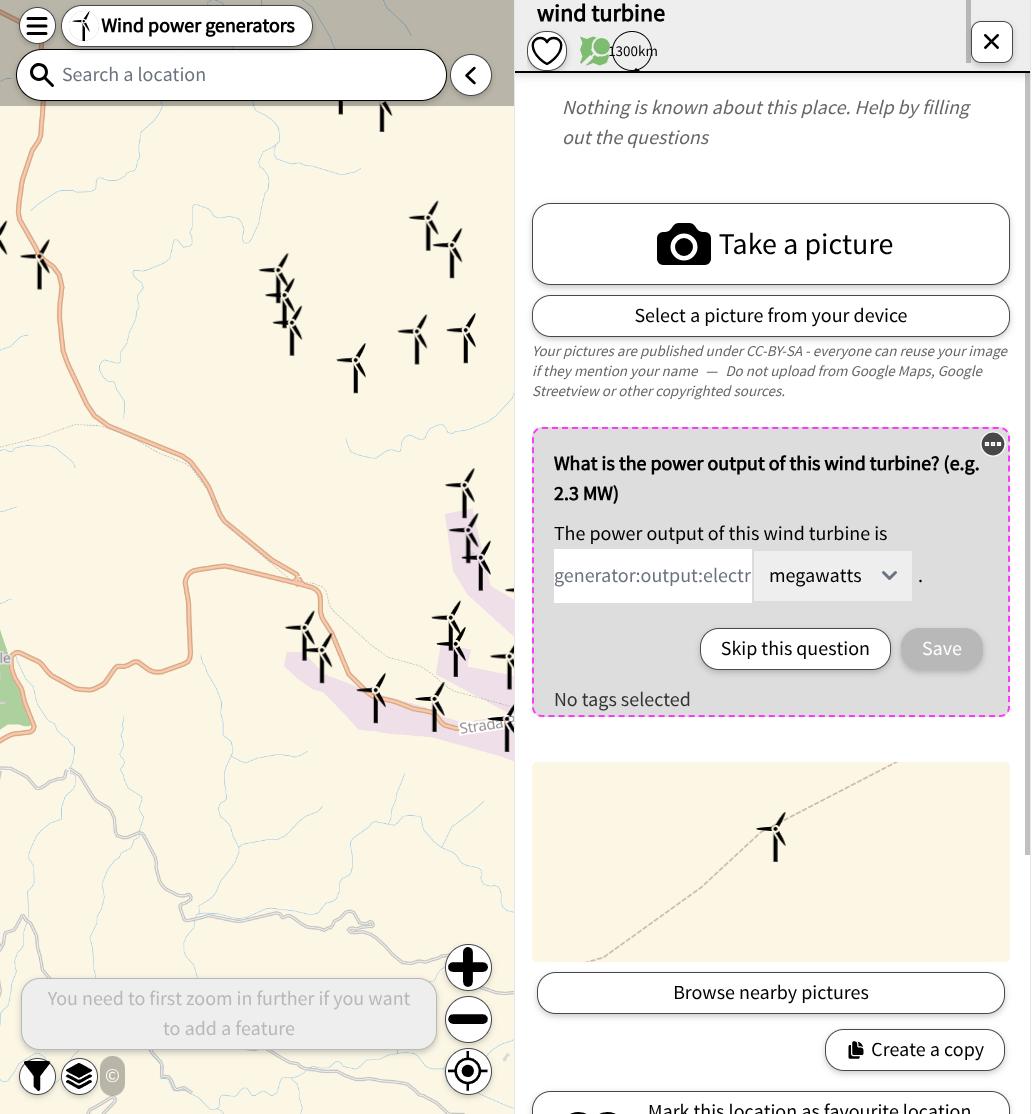 Wind power generators
Search a location
le
Strada
You need to first zoom in further if you want
to add a feature
©
wind turbine
1300km
Nothing is known about this place. Help by filling
out the questions
Take a picture
Select a picture from your device
Your pictures are published under CC-BY-SA - everyone can reuse your image
if they mention your name — Do not upload from Google Maps, Google
Streetview or other copyrighted sources.
What is the power output of this wind turbine? (e.g.
2.3 MW)
The power output of this wind turbine is
generator:output:electr megawatts .
Skip this question Save
No tags selected
Browse nearby pictures
Create a copy
Mark this location as favourite location